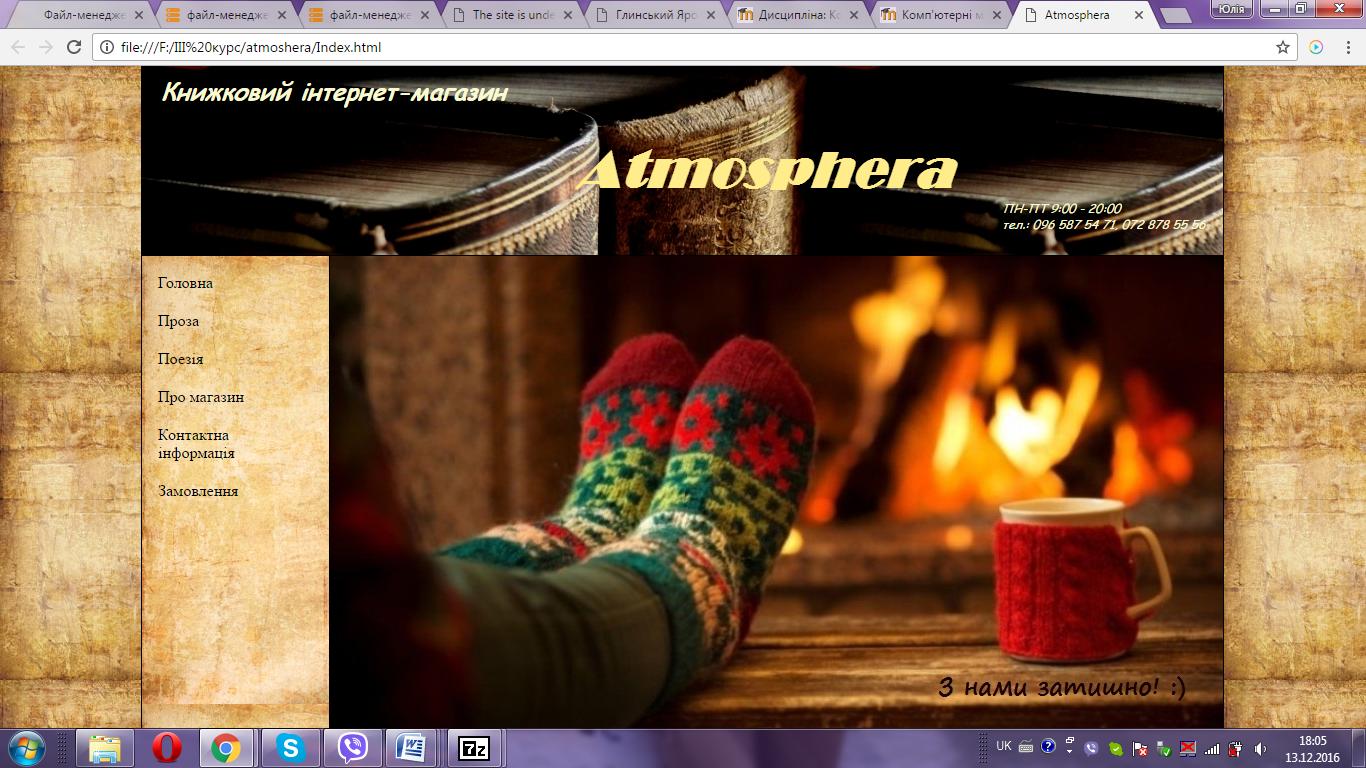 Файл-менедже
файл-менедже
файл-менедже
The site is unde
Глинський Яро
Дисципліна: Ко
Комп'ютерні м
Atmosphera
Юлія
file:///F:/III%20курс/atmoshera/Index.html
Книжковий інтернет-магазин
Atmosphera
ПН-ПТ 9:00 - 20:00
тел.: 096 587 54 71, 072 878 55 56
Головна
Проза
Поезія
Про магазин
Контактна
інформація
Замовлення
З нами затишно! :)
7z
UK
18:05
13.12.2016